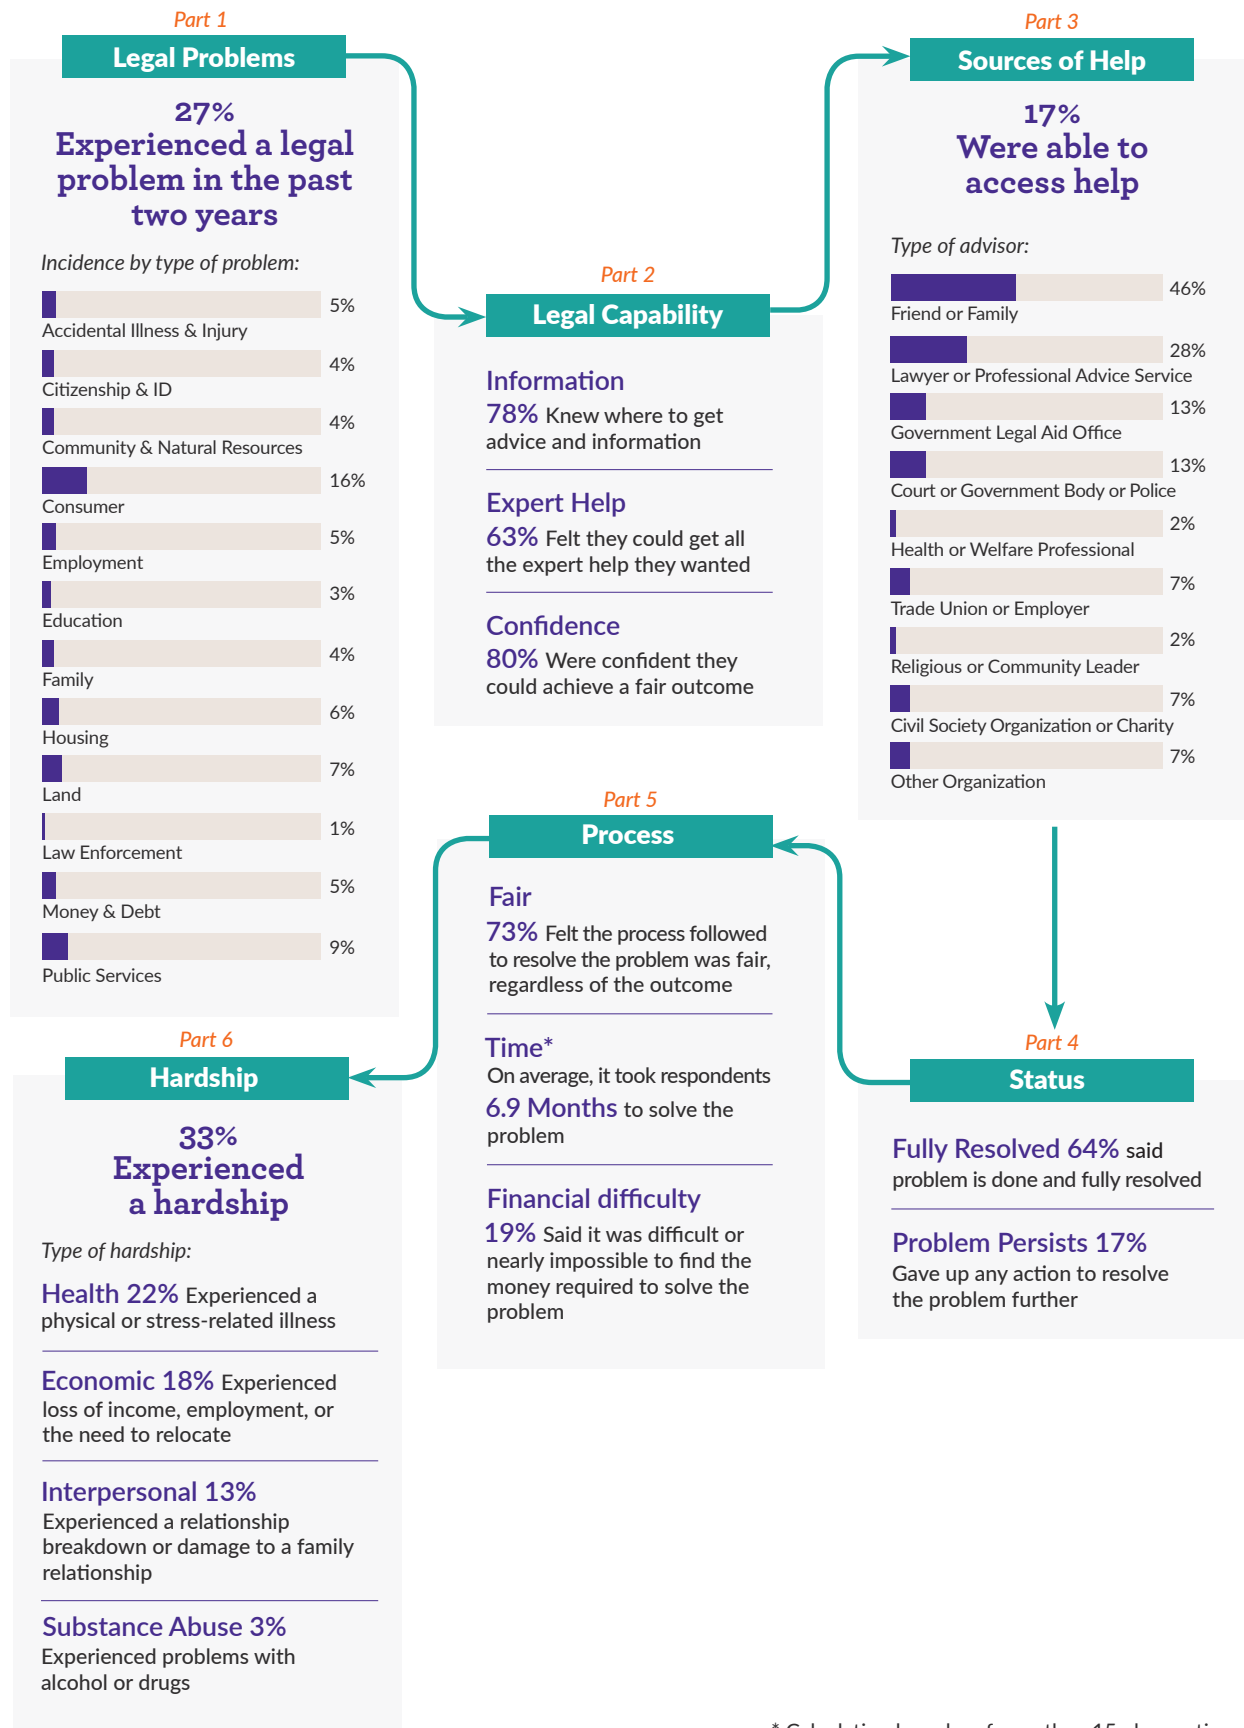 Part 1
Legal Problems
27%
Experienced a legal
problem in the past
two years
Incidence by type of problem:
5%
Accidental Illness & Injury
4%
Citizenship & ID
4%
Community & Natural Resources
16%
Consumer
5%
Employment
3%
Education
4%
Family
6%
Housing
7%
Land
1%
Law Enforcement
5%
Money & Debt
9%
Public Services
Part 2
Legal Capability
Information
78% Knew where to get
advice and information
Expert Help
63% Felt they could get all
the expert help they wanted
Confidence
80% Were confident they
could achieve a fair outcome
Part 3
Sources of Help
17%
Were able to
access help
Type of advisor:
46%
Friend or Family
28%
Lawyer or Professional Advice Service
13%
Government Legal Aid Office
13%
Court or Government Body or Police
2%
Health or Welfare Professional
7%
Trade Union or Employer
2%
Religious or Community Leader
7%
Civil Society Organization or Charity
7%
Other Organization
Part 4
Status
Fully Resolved 64% said
problem is done and fully resolved
Problem Persists 17%
Gave up any action to resolve
the problem further
Part 5
Process
Fair
73% Felt the process followed
to resolve the problem was fair,
regardless of the outcome
Time*
On average, it took respondents
6.9 Months to solve the
problem
Financial difficulty
19% Said it was difficult or
nearly impossible to find the
money required to solve the
problem
Part 6
Hardship
33%
Experienced
a hardship
Type of hardship:
Health 22% Experienced a
physical or stress-related illness
Economic 18% Experienced
loss of income, employment, or
the need to relocate
Interpersonal 13%
Experienced a relationship
breakdown or damage to a family
relationship
Substance Abuse 3%
Experienced problems with
alcohol or drugs